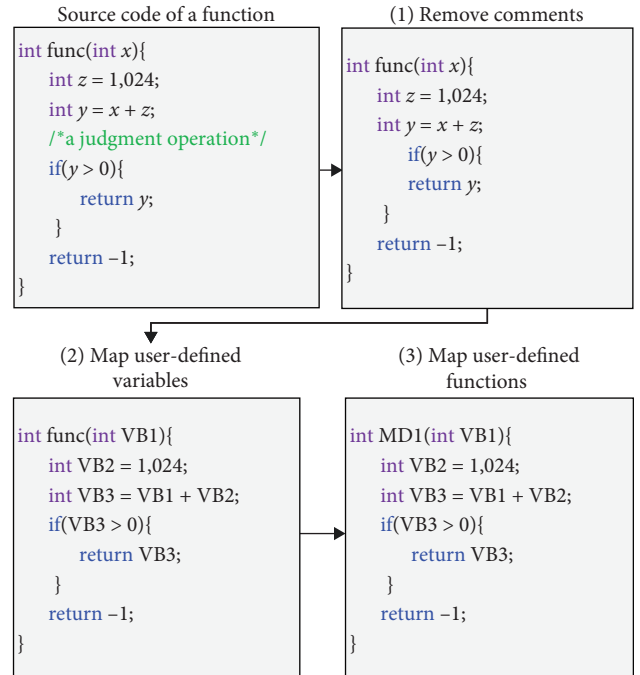 Source code of a function
int func(int x){
int z = 1,024;
int y = x + z;
/*a judgment operation*/
if(y > 0){
return y;
}
return –1;
}
(1) Remove comments
int func(int x){
int z = 1,024;
int y = x + z;
if(y > 0){
return y;
}
return –1;
}
(2) Map user-defined
variables
int func(int VB1){
int VB2 = 1,024;
int VB3 = VB1 + VB2;
if(VB3 > 0){
return VB3;
}
return –1;
}
(3) Map user-defined
functions
int MD1(int VB1){
int VB2 = 1,024;
int VB3 = VB1 + VB2;
if(VB3 > 0){
return VB3;
}
return –1;
}